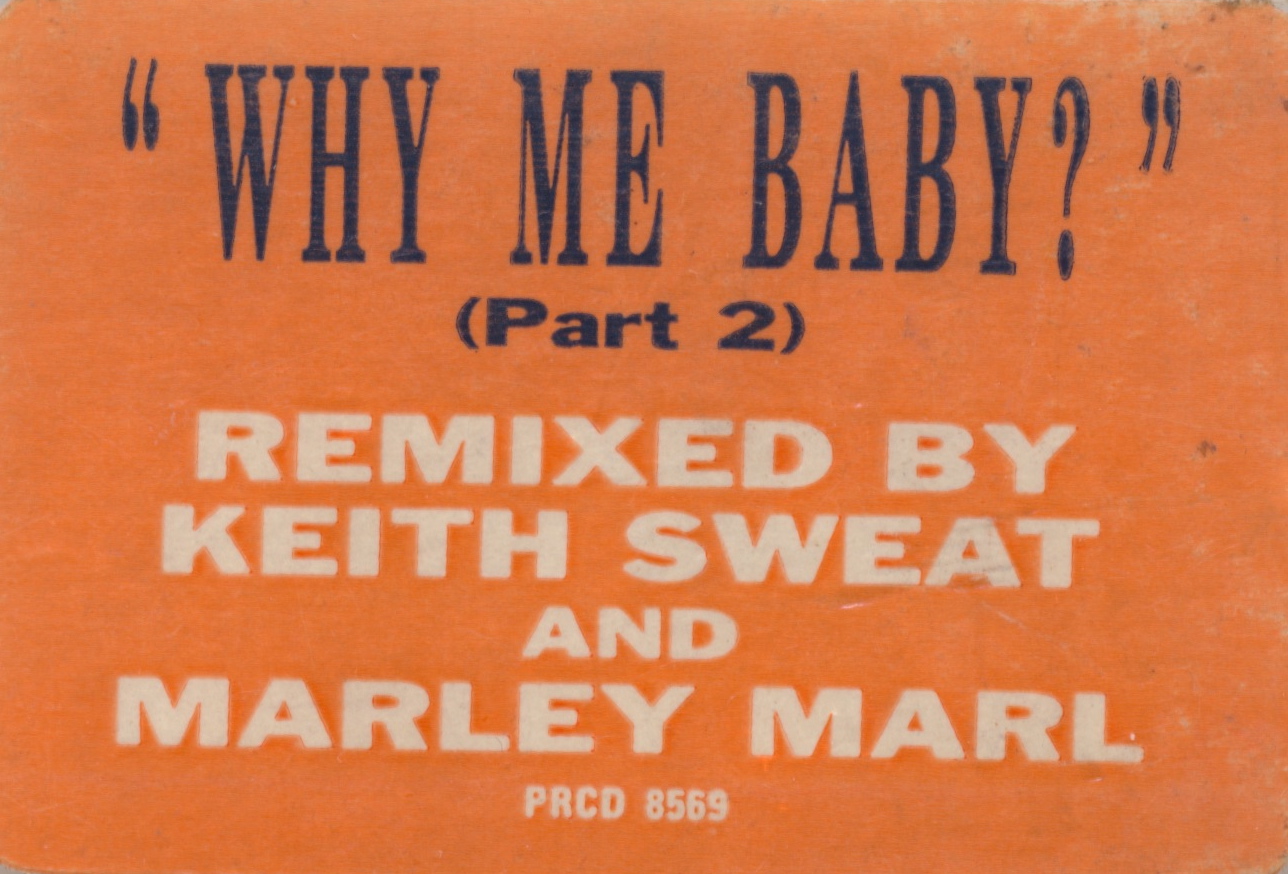 “WHY ME BABY?”
(Part 2)
REMIXED BY
KEITH SWEAT
AND
MARLEY MARL
PRCD 8569